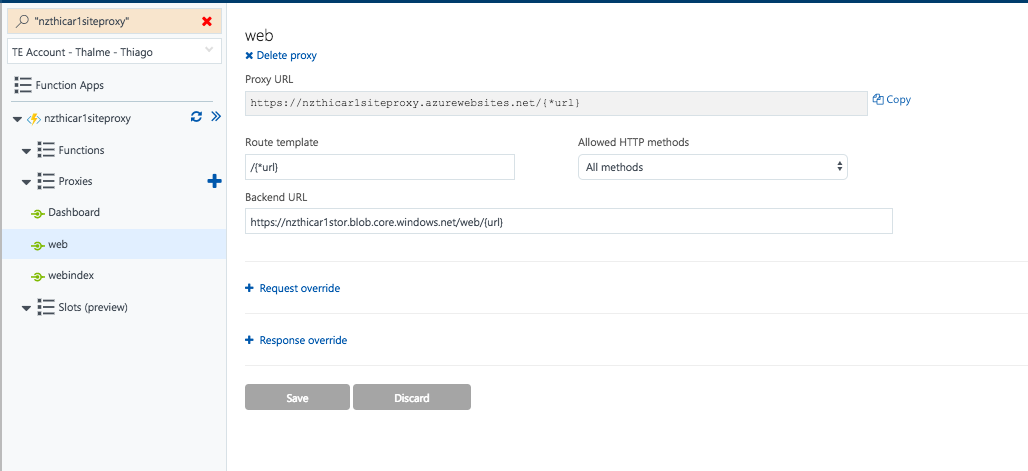 "nzthicar1siteproxy"
TE Account - Thalme - Thiago
Function Apps
nzthicar1siteproxy
Functions
Proxies
Dashboard
web
webindex
Slots (preview)
web
Delete proxy
Proxy URL
https://nzthicar1siteproxy.azurewebsites.net/{*url}
Copy
Route template
Allowed HTTP methods
/{*url}
All methods
Backend URL
https://nzthicar1stor.blob.core.windows.net/web/{url}
Request override
Response override
Save
Discard